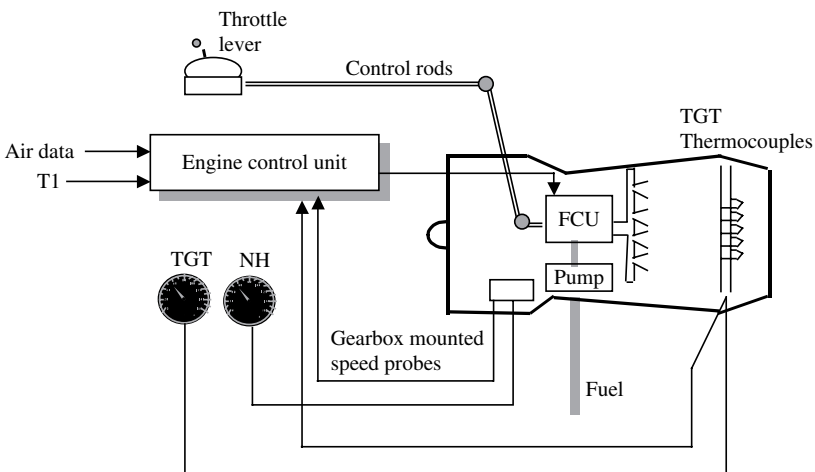 Throttle
lever
Control rods
TGT
Thermocouples
Air data
T1
Engine control unit
FCU
TGT
NH
Pump
Gearbox mounted
speed probes
Fuel